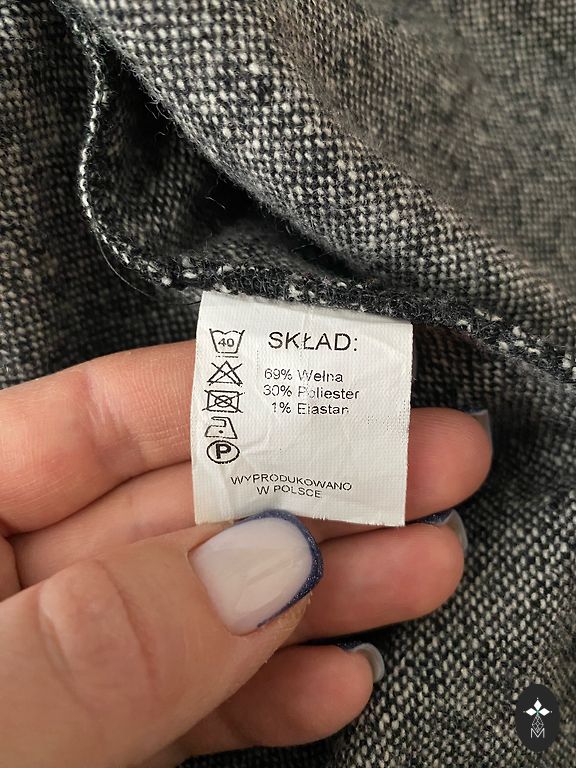 40
SKŁAD:
69% Wełna
30% Poliester
1% Elastan
P
WYPRODUKOWANO
W POLSCE